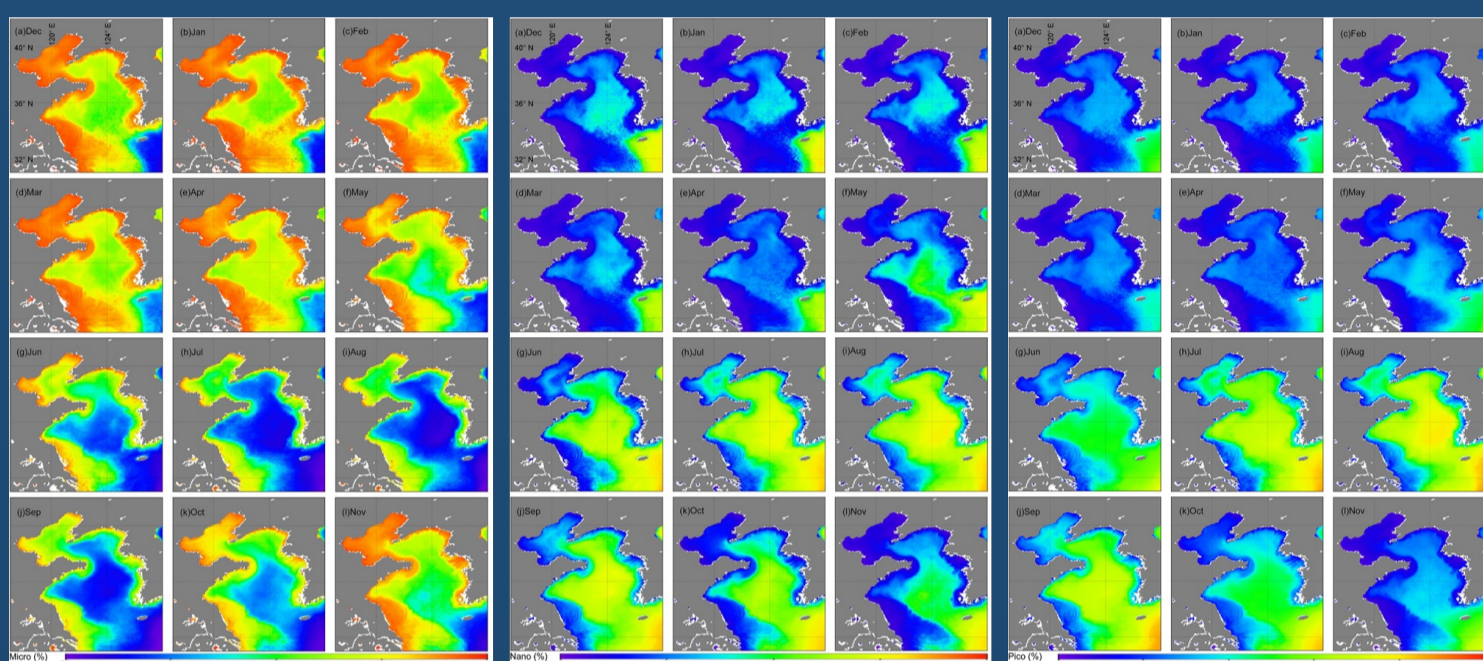 (a)Dec 120° E 124° E (b)Jan (c)Feb
40° N
36° N
32° N
(d)Mar (e)Apr (f)May
(g)Jun (h)Jul (i)Aug
(j)Sep (k)Oct (l)Nov
Micro (%)
(a)Dec 120° E 124° E (b)Jan (c)Feb
40° N
36° N
32° N
(d)Mar (e)Apr (f)May
(g)Jun (h)Jul (i)Aug
(j)Sep (k)Oct (l)Nov
Nano (%)
(a)Dec 120° E 124° E (b)Jan (c)Feb
40° N
36° N
32° N
(d)Mar (e)Apr (f)May
(g)Jun (h)Jul (i)Aug
(j)Sep (k)Oct (l)Nov
Pico (%)